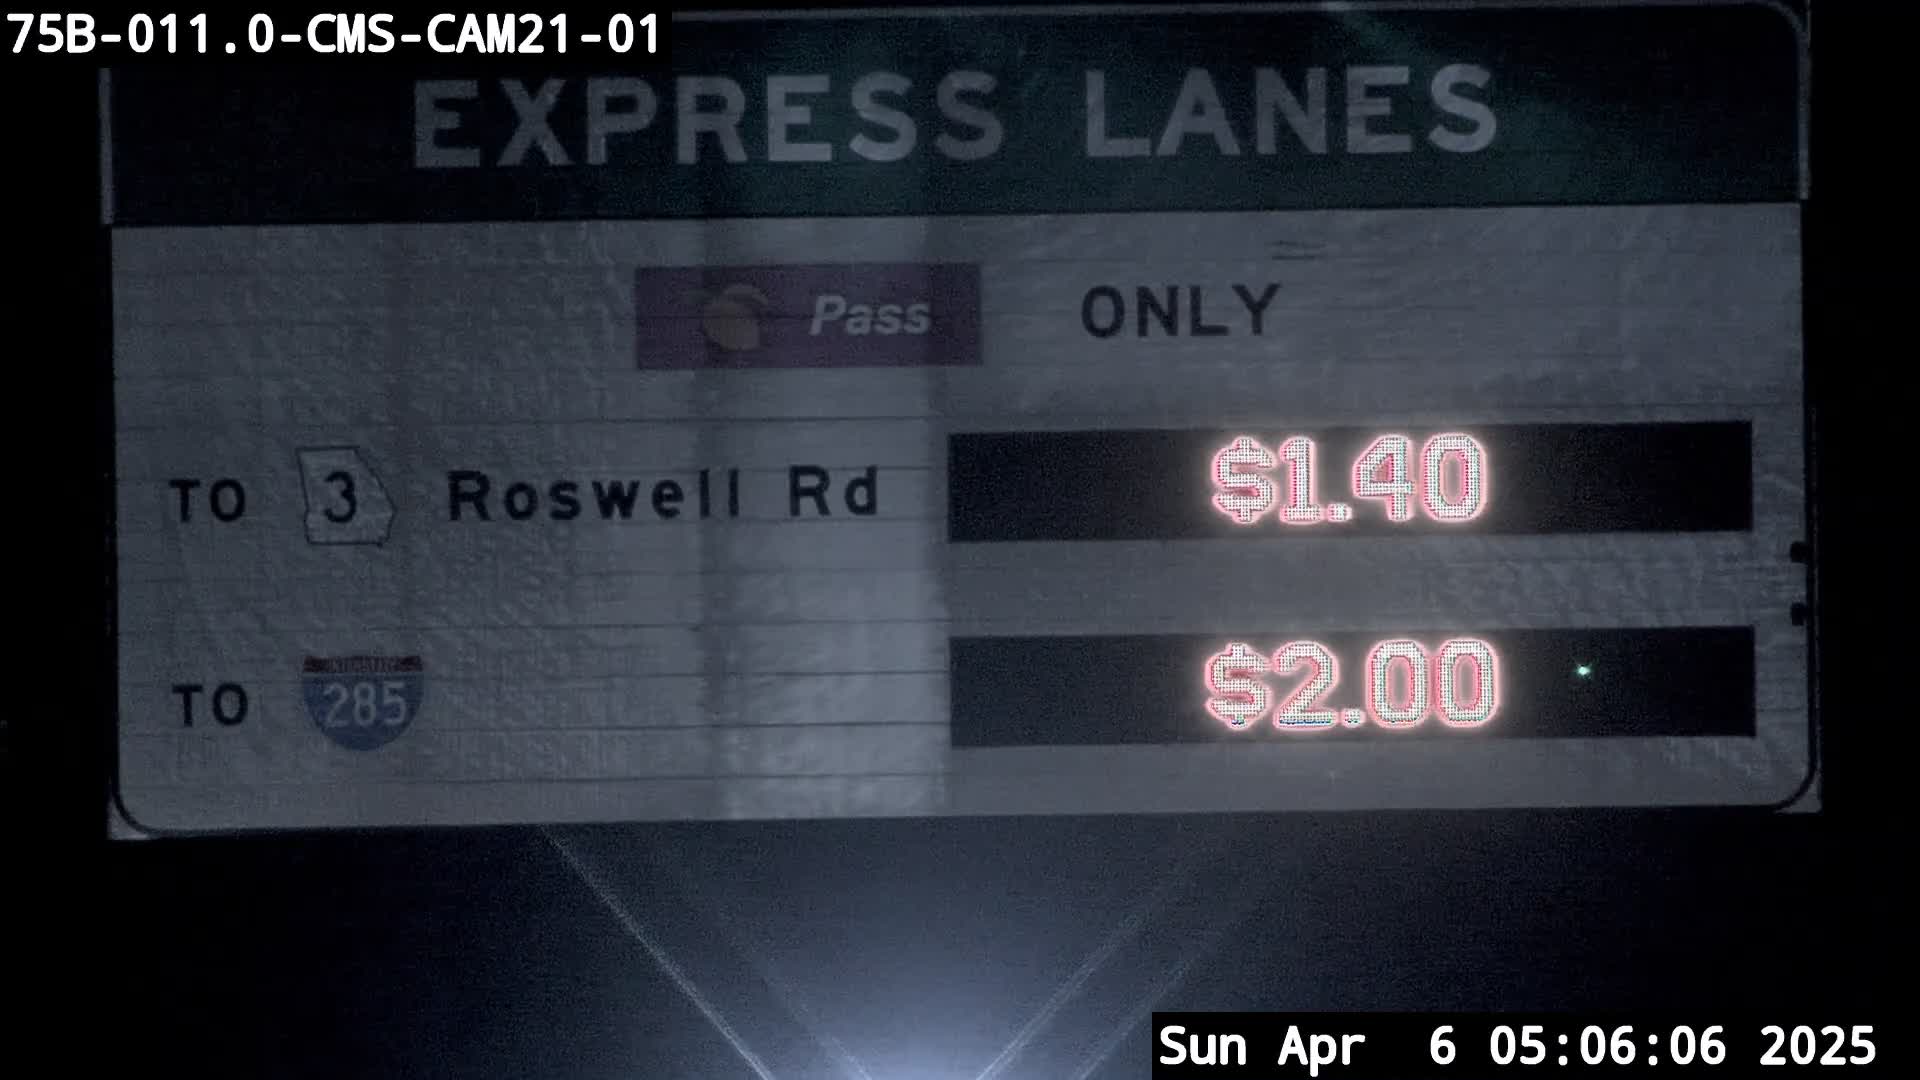 75B-011.0-CMS-CAM21-01
EXPRESS LANES
Pass ONLY
TO 3 Roswell Rd $1.40
TO 285 $2.00
Sun Apr 6 05:06:06 2025